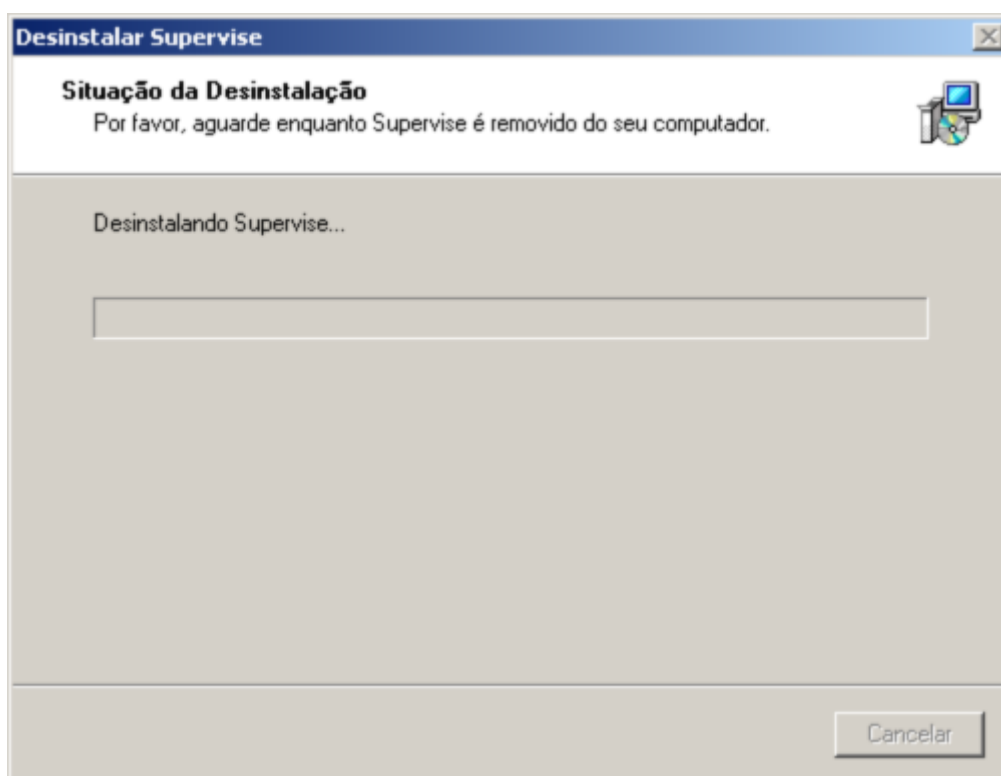 Desinstalar Supervise
Situação da Desinstalação
Por favor, aguarde enquanto Supervise é removido do seu computador.
Desinstalando Supervise...
Cancelar